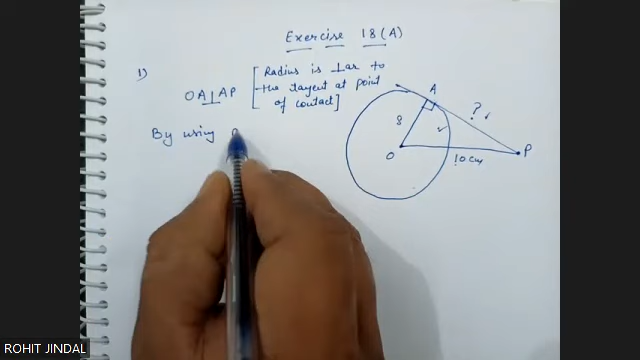 Exercise 18(A)
1)
OA⊥AP [Radius is ⊥ar to
the tangent at point
of contact]
By using
A
8
?
O
10 cm
P
ROHIT JINDAL